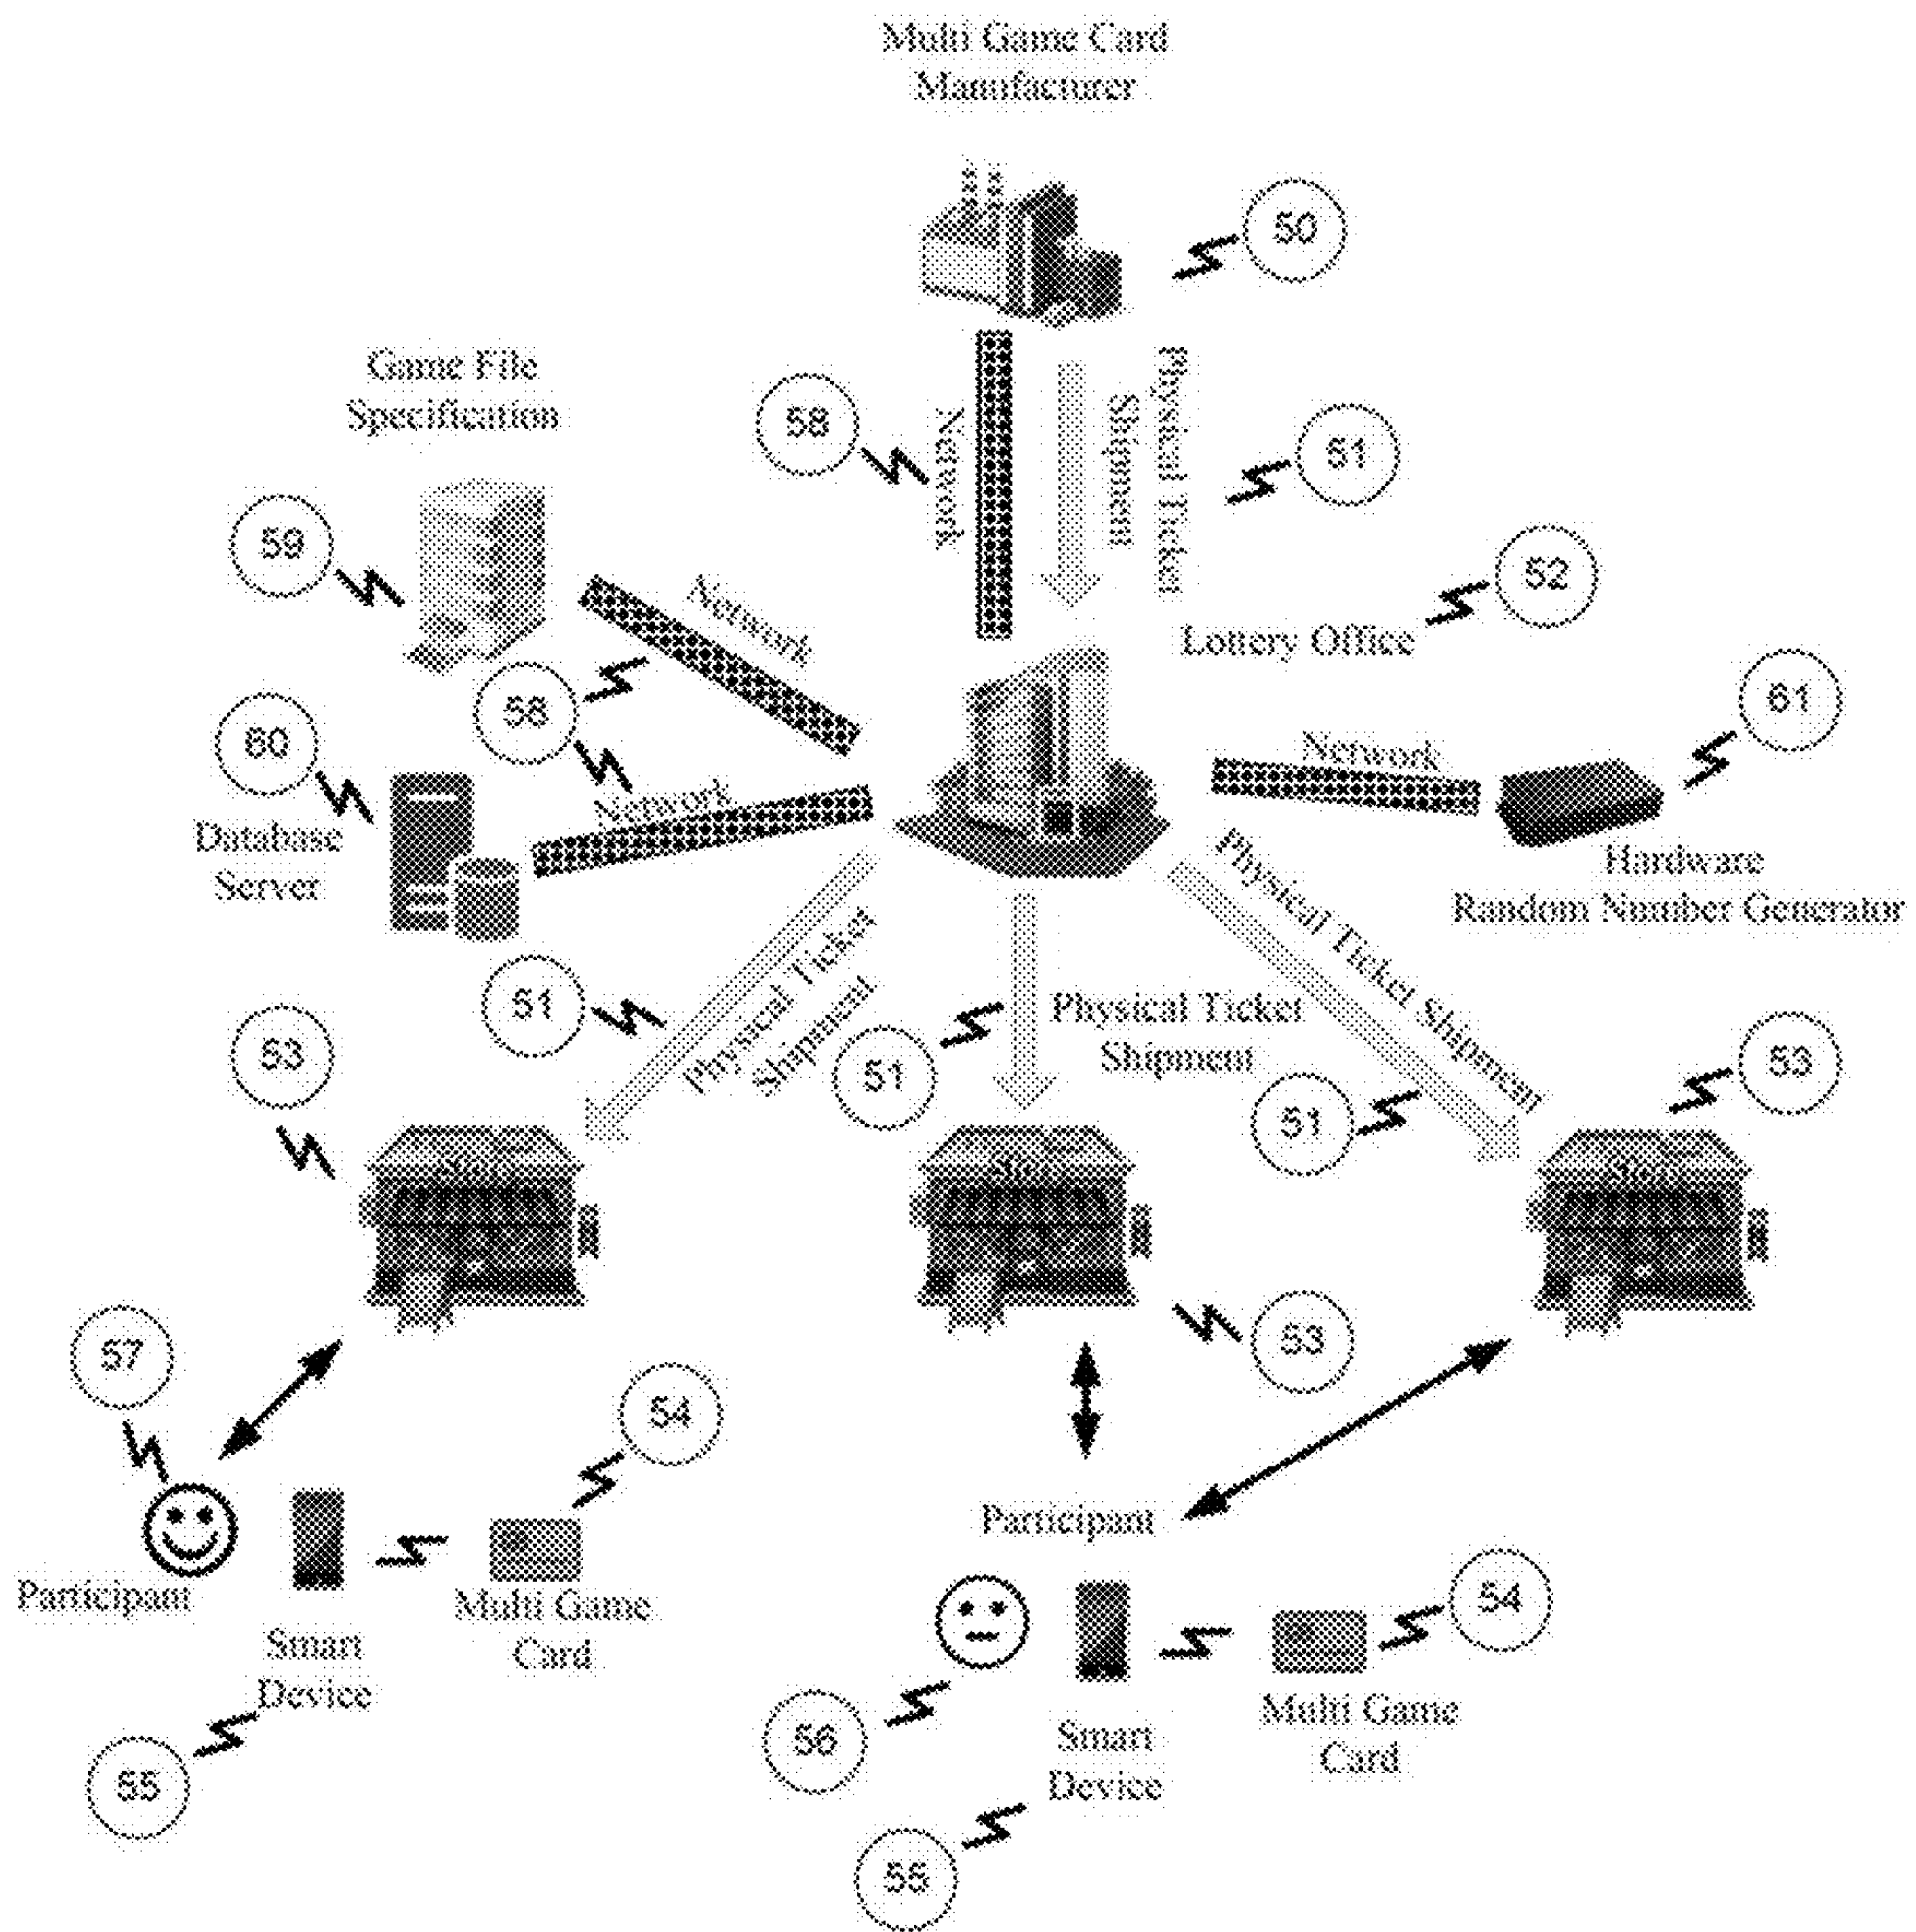 Multi Game Card
Manufacturer
50
Game File
Specification
58
Network
Physical Ticket
Shipment
51
59
52
Network
Lottery Office
58
61
60
Network
Network
Database
Server
Hardware
Random Number Generator
Physical Ticket
Shipment
51
51
Physical Ticket
Shipment
Physical Ticket Shipment
51
53
53
53
57
54
Participant
Participant
Multi Game
Card
Smart
Device
54
56
Smart
Device
Multi Game
Card
55
55